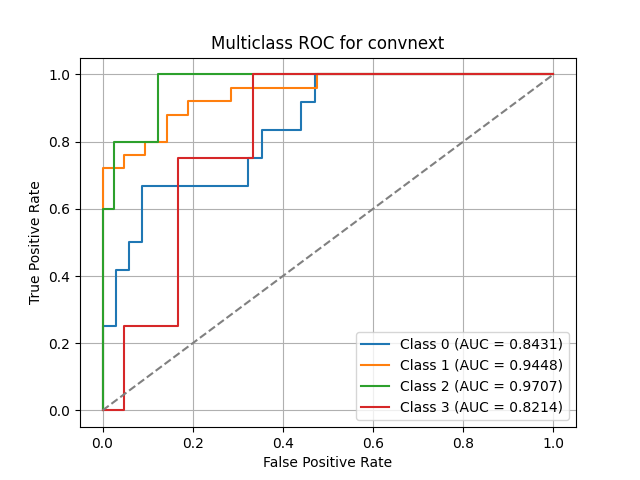 Multiclass ROC for convnext
True Positive Rate
1.0
0.8
0.6
0.4
0.2
0.0
Class 0 (AUC = 0.8431)
Class 1 (AUC = 0.9448)
Class 2 (AUC = 0.9707)
Class 3 (AUC = 0.8214)
0.0 0.2 0.4 0.6 0.8 1.0
False Positive Rate